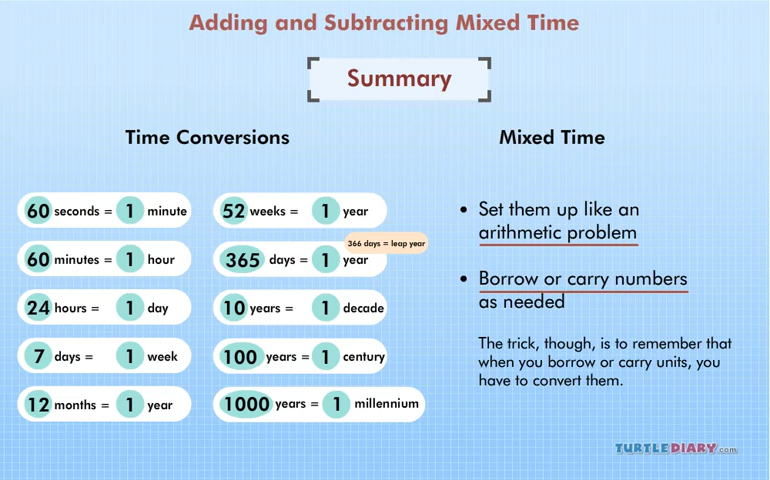 Adding and Subtracting Mixed Time
Summary
Time Conversions
60 seconds = 1 minute
60 minutes = 1 hour
24 hours = 1 day
7 days = 1 week
12 months = 1 year
52 weeks = 1 year
366 days = leap year
365 days = 1 year
10 years = 1 decade
100 years = 1 century
1000 years = 1 millennium
Mixed Time
• Set them up like an
arithmetic problem
• Borrow or carry numbers
as needed
The trick, though, is to remember that
when you borrow or carry units, you
have to convert them.
TURTLEDIARY.com